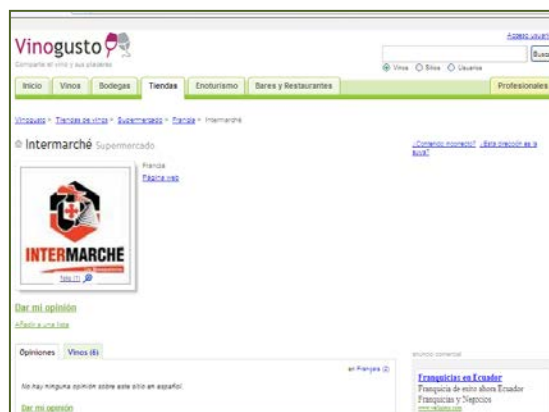 Vinogusto
Comparte el vino y sus placeres
Acceso usuario
Vinos Sitios Usuarios
Inicio Vinos Bodegas Tiendas Enoturismo Bares y Restaurantes Profesionales
Vinogusto > Tiendas de vinos > Supermercado > Francia > Intermarché
Intermarché Supermercado
¿Contenido incorrecto? ¿Esta dirección es la suya?
Francia
Página web
INTERMARCHE
foto (1)
Dar mi opinión
Añadir a una lista
Opiniones Vinos (6)
en Français (2)
No hay ninguna opinión sobre este sitio en español.
Dar mi opinión
anuncio comercial
Franquicias en Ecuador
Franquicia de exito ahora Ecuador
Franquicias y Negocios